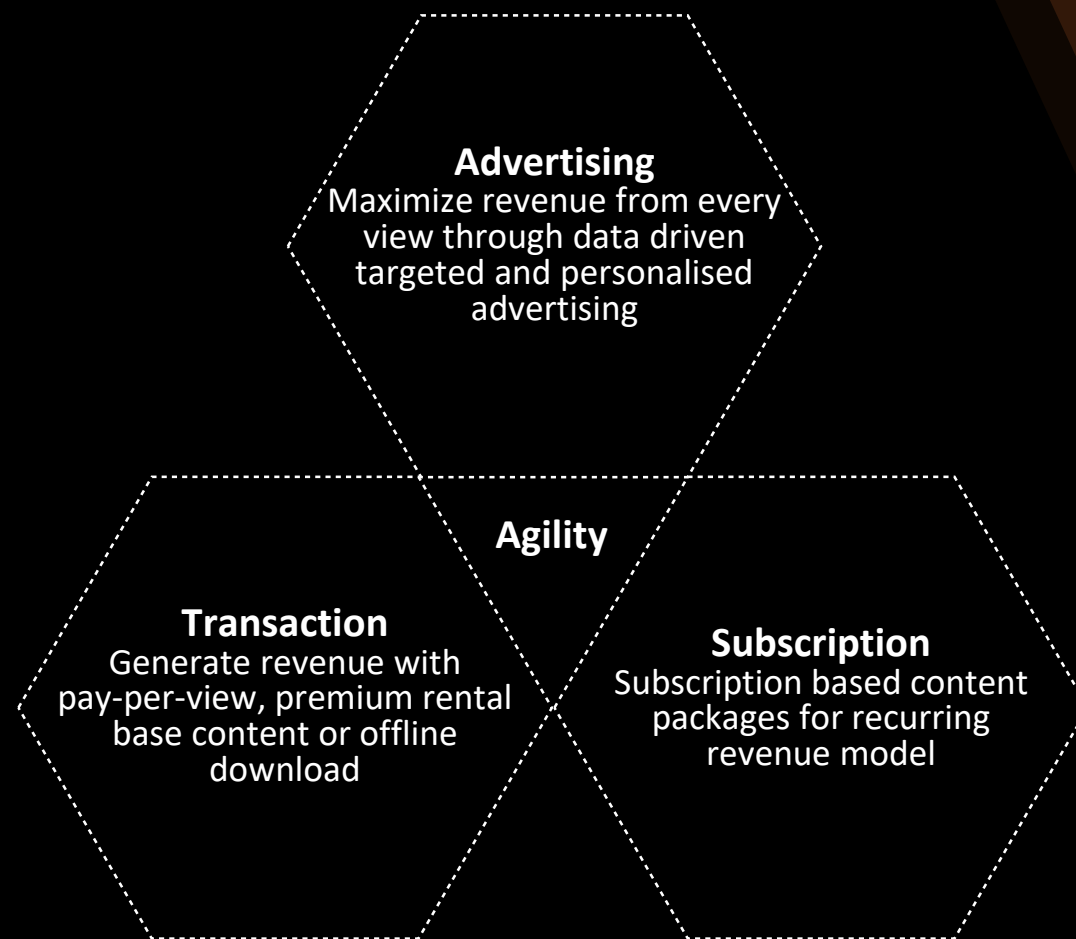 Advertising
Maximize revenue from every
view through data driven
targeted and personalised
advertising
Agility
Transaction
Generate revenue with
pay-per-view, premium rental
base content or offline
download
Subscription
Subscription based content
packages for recurring
revenue model